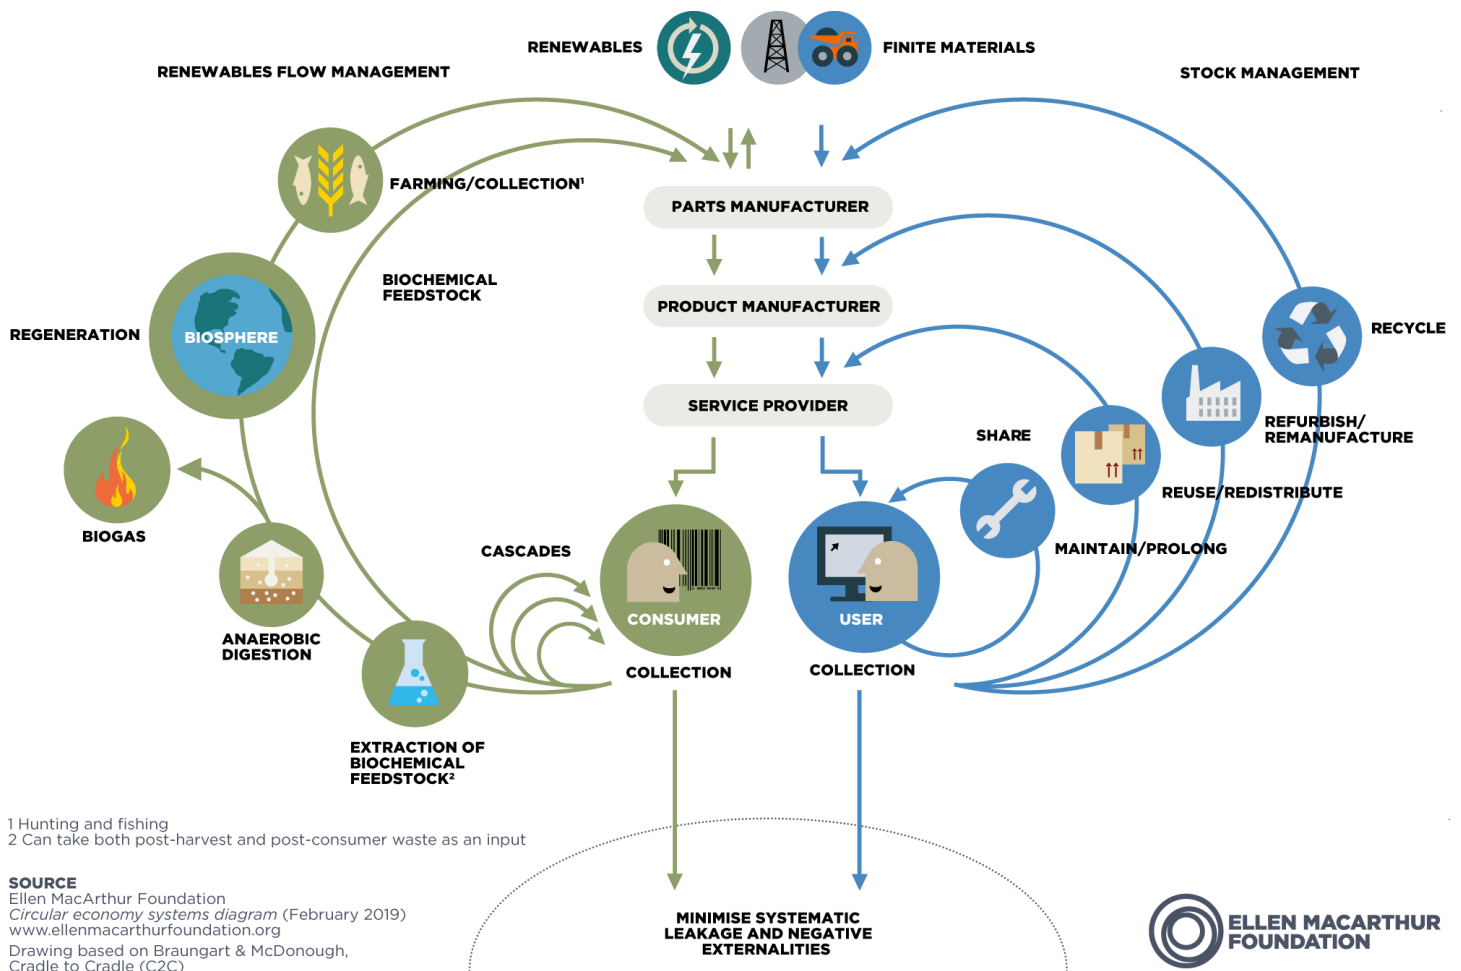 RENEWABLES
FINITE MATERIALS
RENEWABLES FLOW MANAGEMENT
STOCK MANAGEMENT
FARMING/COLLECTION¹
PARTS MANUFACTURER
BIOCHEMICAL
FEEDSTOCK
PRODUCT MANUFACTURER
REGENERATION
BIOSPHERE
RECYCLE
SERVICE PROVIDER
SHARE
REFURBISH/
REMANUFACTURE
REUSE/REDISTRIBUTE
BIOGAS
CASCADES
MAINTAIN/PROLONG
CONSUMER
USER
ANAEROBIC
DIGESTION
COLLECTION
COLLECTION
EXTRACTION OF
BIOCHEMICAL
FEEDSTOCK²
1 Hunting and fishing
2 Can take both post-harvest and post-consumer waste as an input
SOURCE
Ellen MacArthur Foundation
Circular economy systems diagram (February 2019)
www.ellenmacarthurfoundation.org
Drawing based on Braungart & McDonough,
Cradle to Cradle (C2C)
MINIMISE SYSTEMATIC
LEAKAGE AND NEGATIVE
EXTERNALITIES
ELLEN MACARTHUR
FOUNDATION